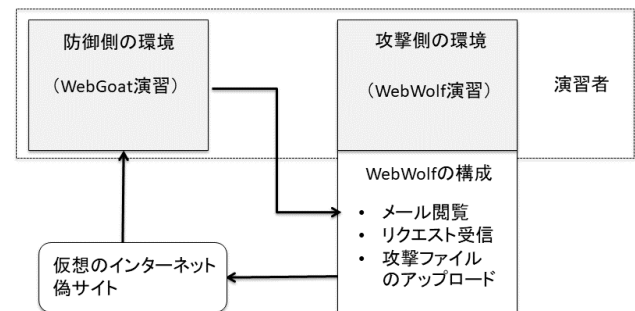 防御側の環境
（WebGoat演習）
攻撃側の環境
（WebWolf演習）
演習者
WebWolfの構成
• メール閲覧
• リクエスト受信
• 攻撃ファイル
のアップロード
仮想のインターネット
偽サイト